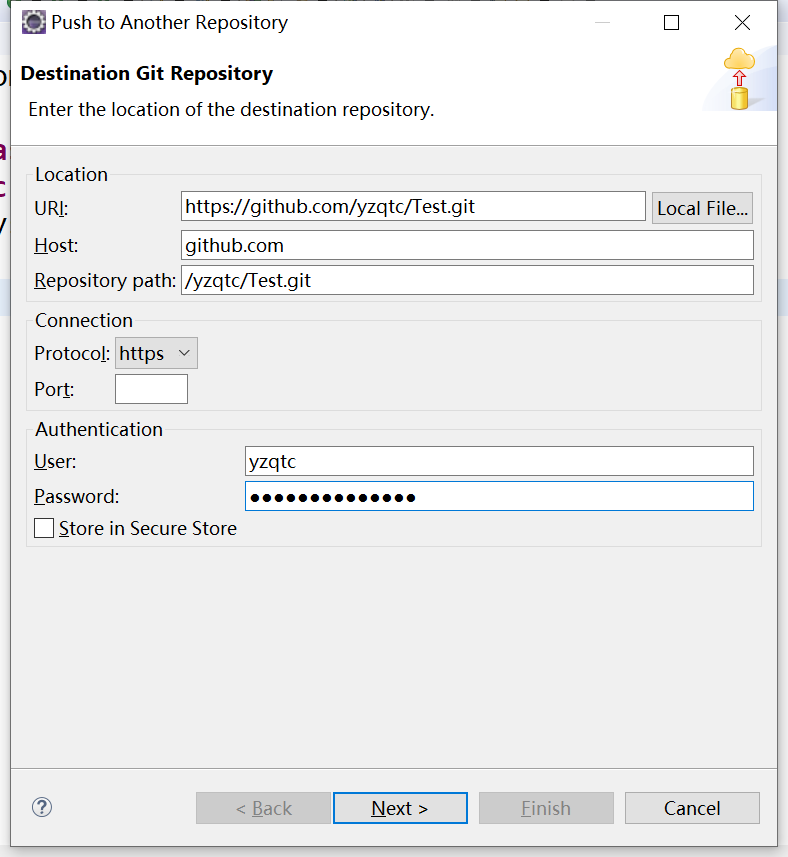 Push to Another Repository
Destination Git Repository
Enter the location of the destination repository.
Location
URI: https://github.com/yzqtc/Test.git Local File...
Host: github.com
Repository path: /yzqtc/Test.git
Connection
Protocol: https
Port:
Authentication
User: yzqtc
Password: ●●●●●●●●●●●●●●
Store in Secure Store
< Back Next > Finish Cancel